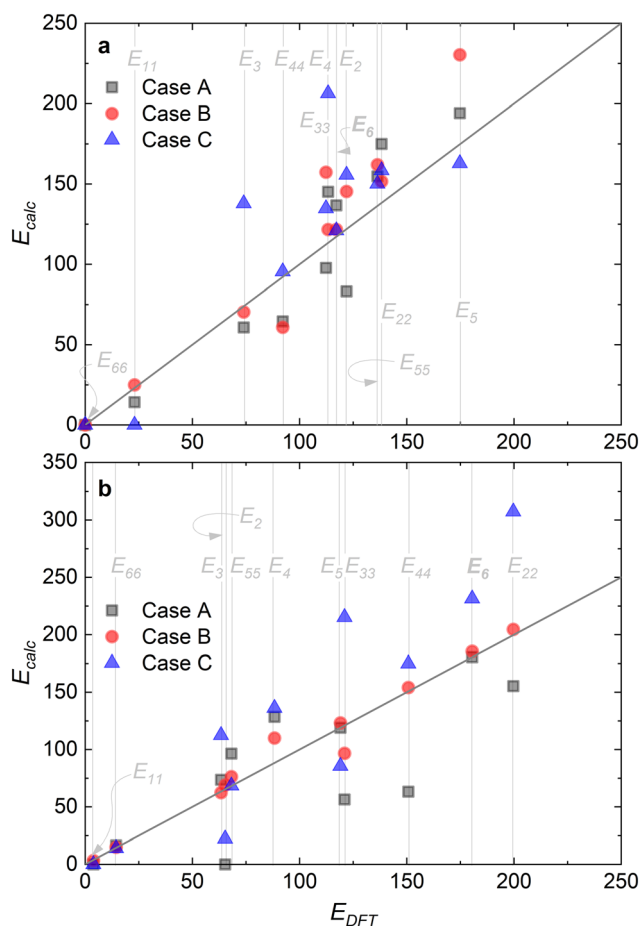 250
a
E11 E3 E44 E4 E2
200
Case A
Case B
E33 E6
Case C
150
Ecalc
100
E22 E5
50
E66
E55
0
0 50 100 150 200 250
350
b
300
E2
250
E66 E3 E55 E4 E5 E33 E44 E6 E22
Case A
200
Case B
Case C
Ecalc
150
100
E11
50
0
0 50 100 150 200 250
EDFT